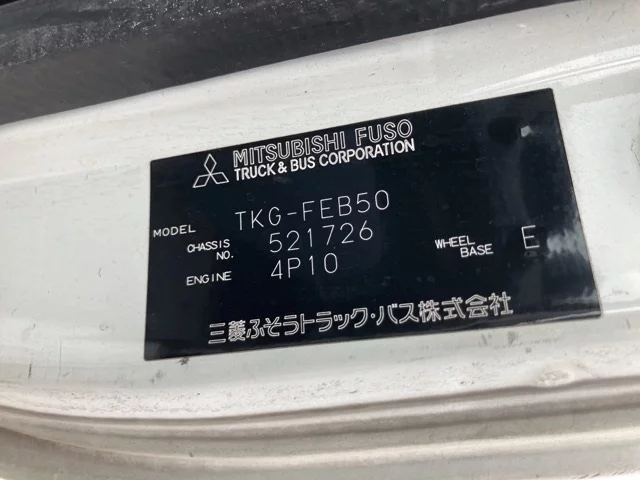 MITSUBISHI FUSO
TRUCK & BUS CORPORATION
MODEL TKG-FEB50
CHASSIS NO. 521726 WHEEL BASE E
ENGINE 4P10
三菱ふそうトラック・バス株式会社